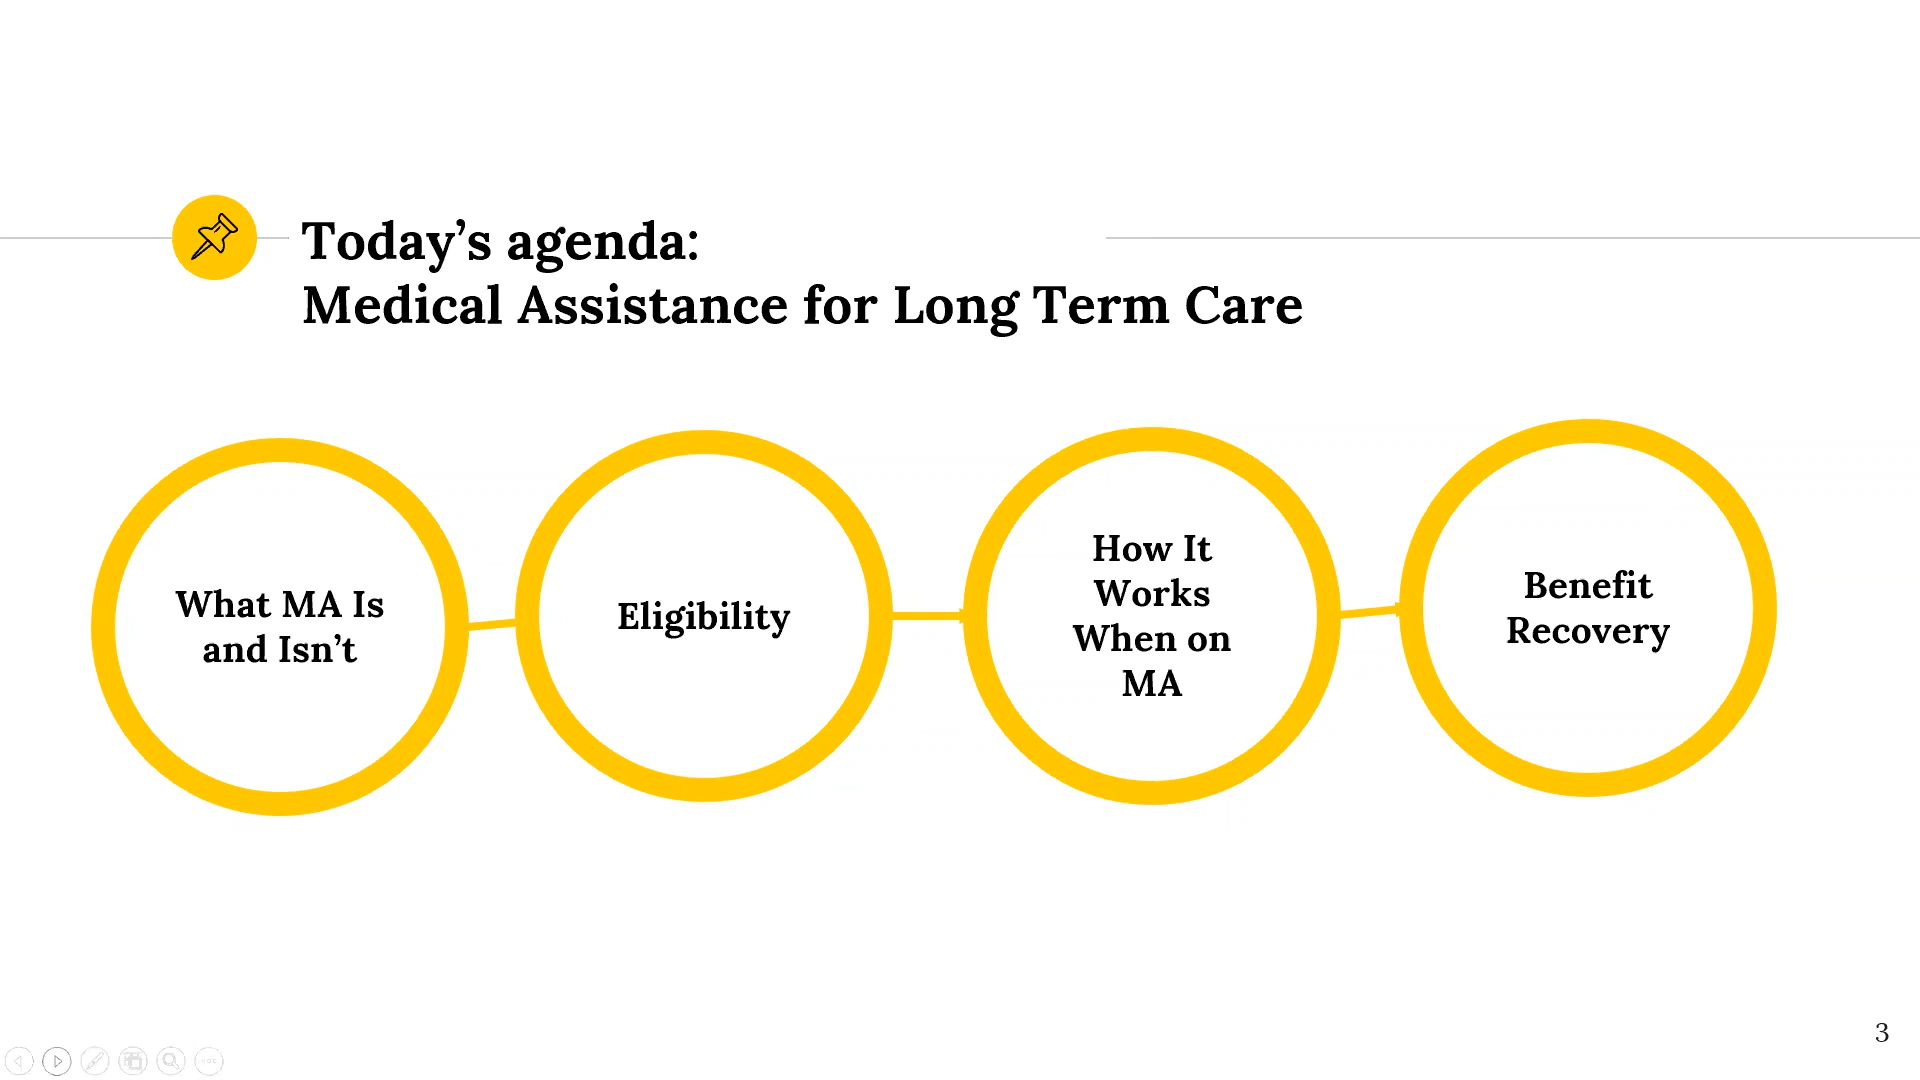 Today’s agenda:
Medical Assistance for Long Term Care
What MA Is
and Isn’t
Eligibility
How It
Works
When on
MA
Benefit
Recovery
3